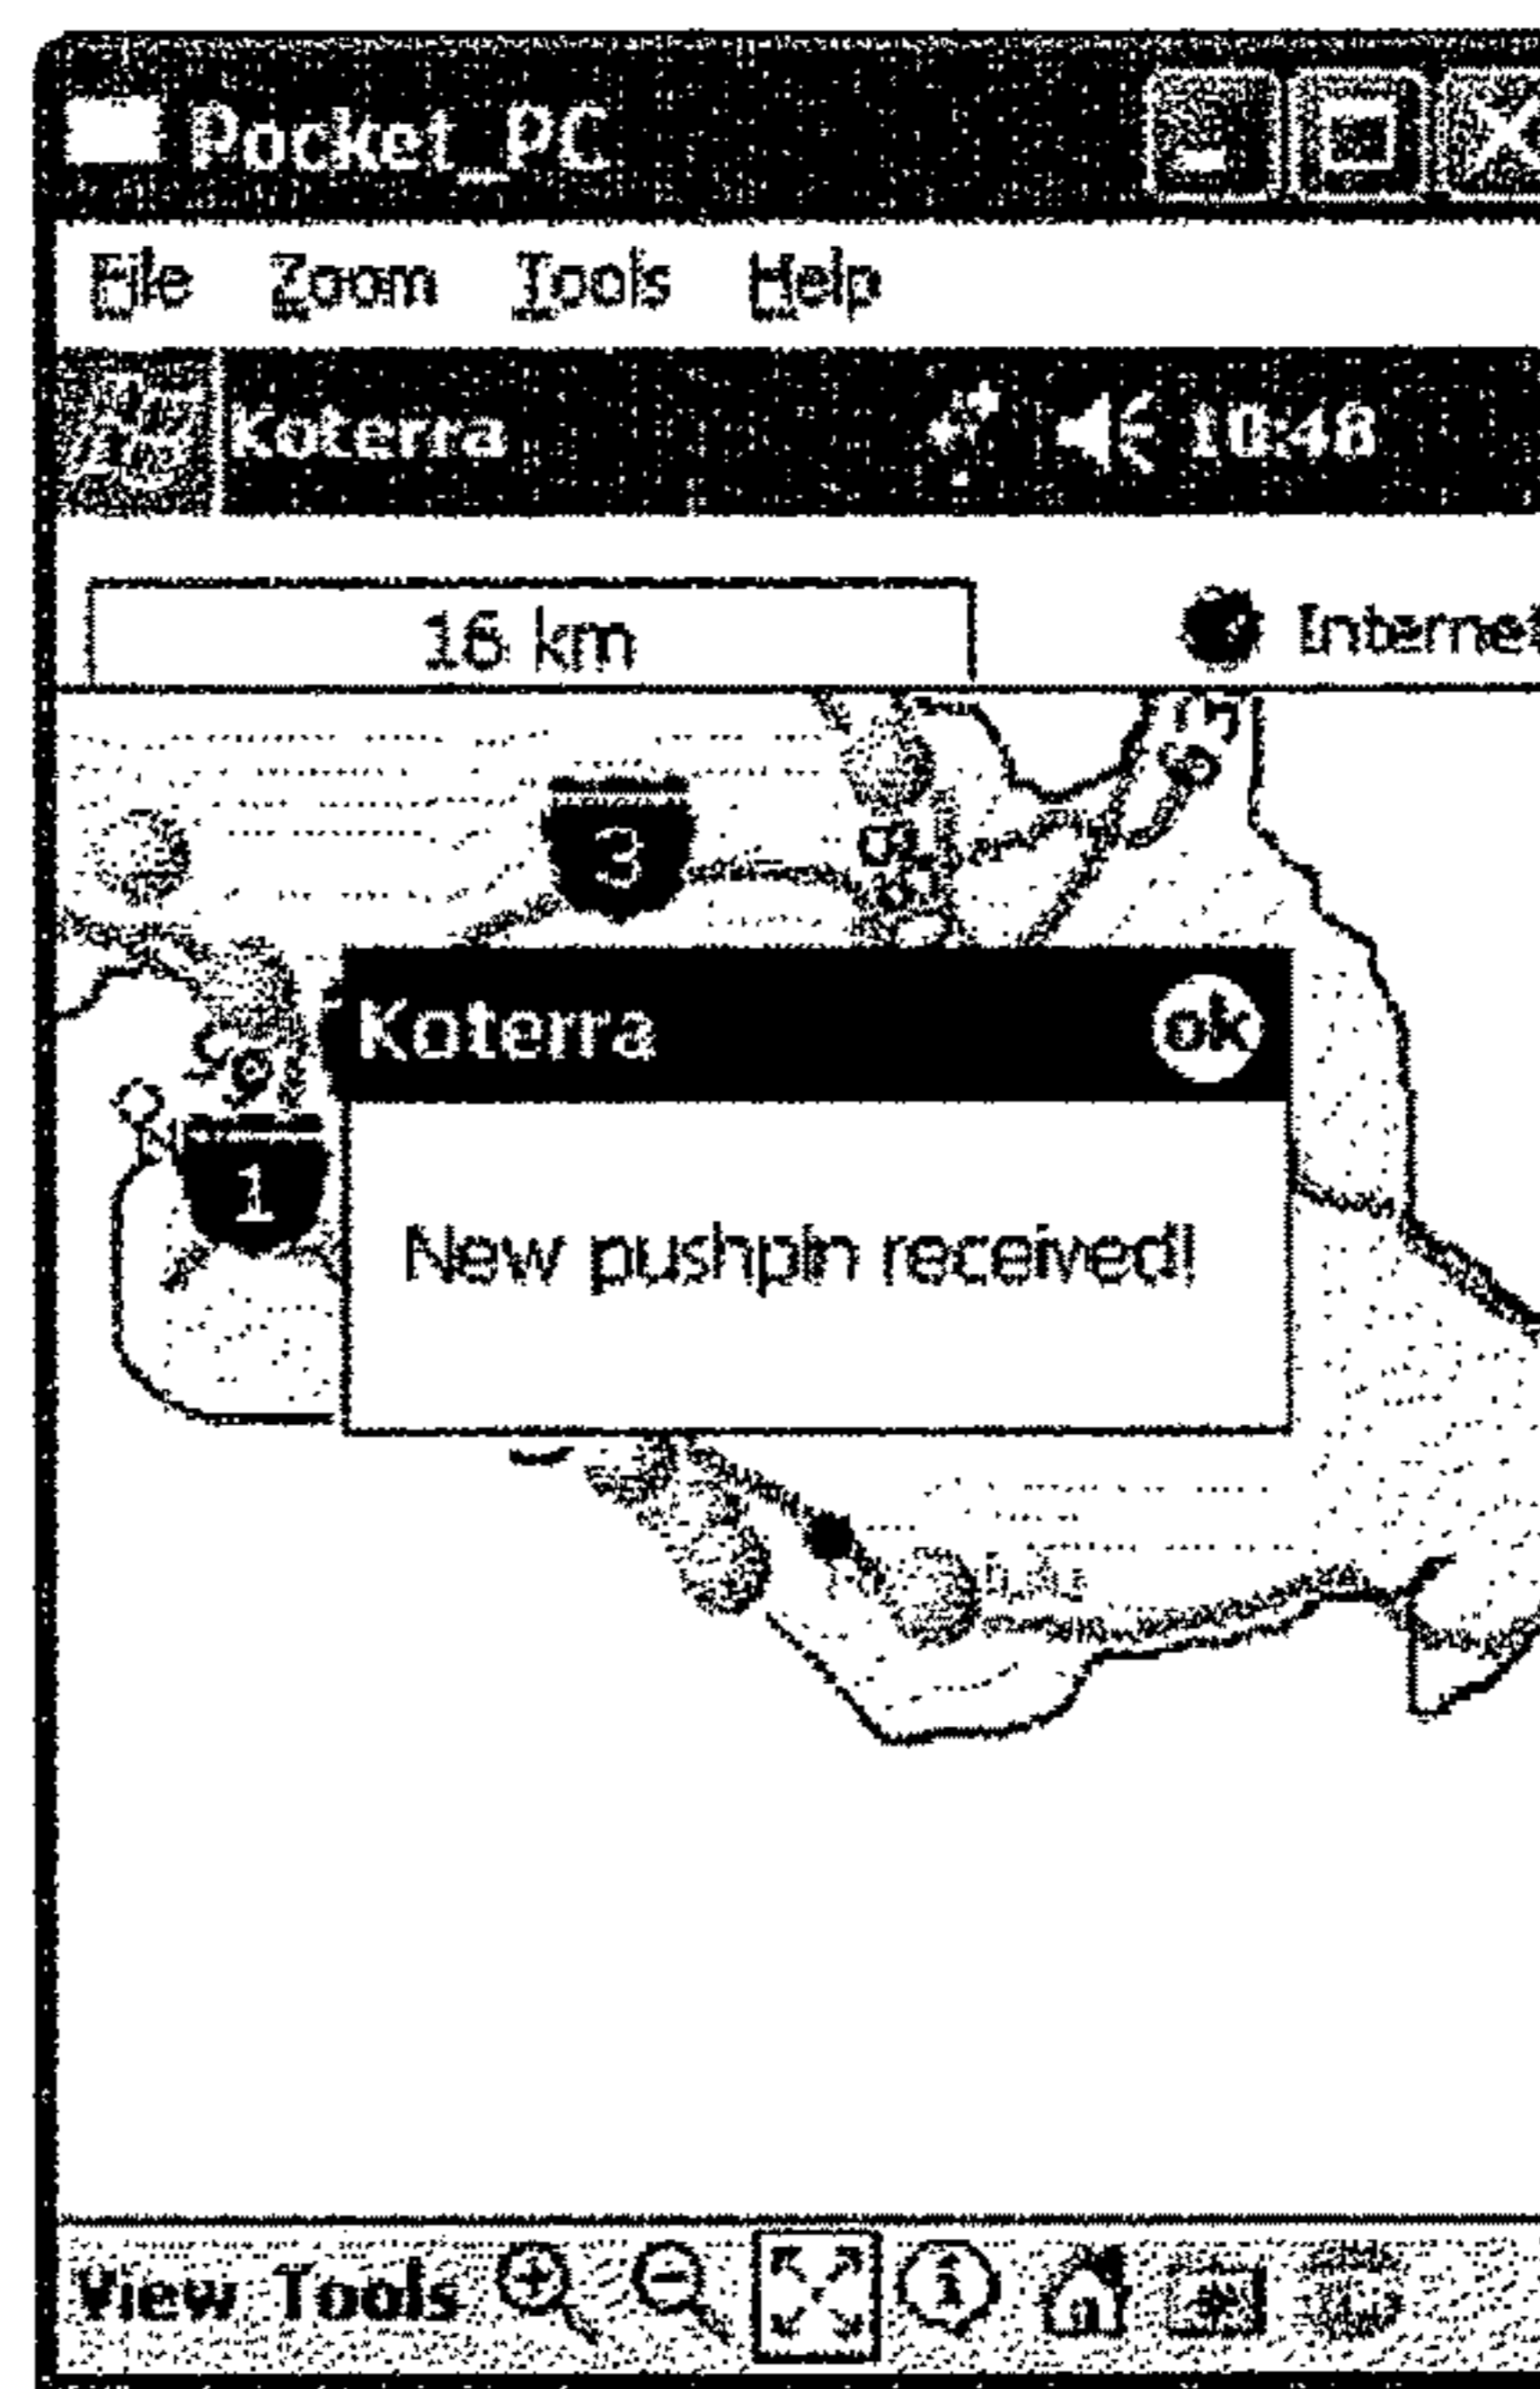 Pocket_PC
File Zoom Tools Help
Koterra 10:48
16 km Internet
3
Koterra ok
1
New pushpin received!
View Tools